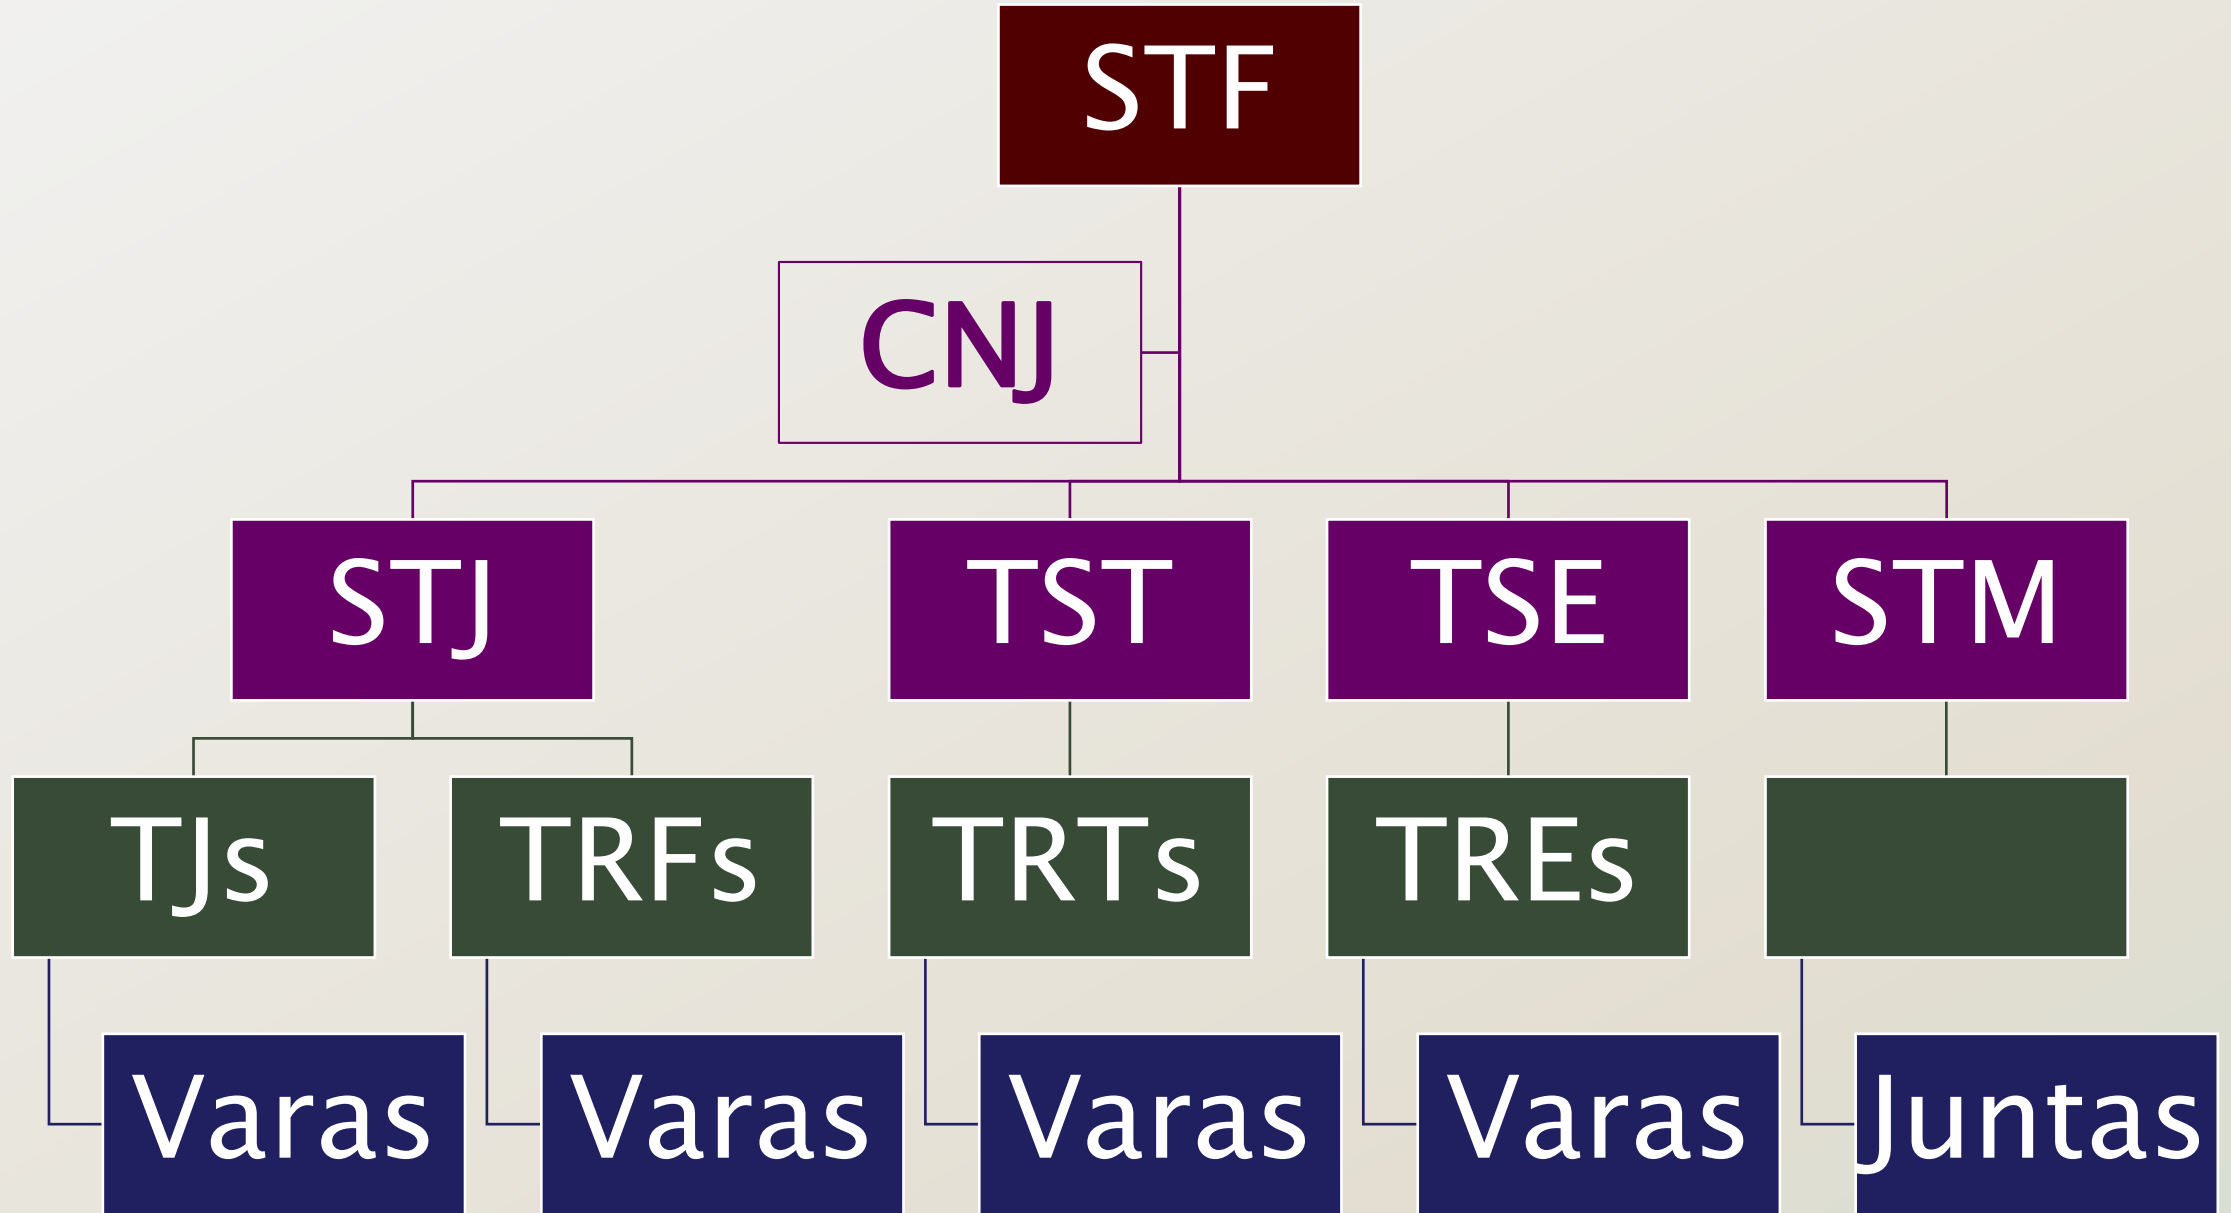 STF
CNJ
STJ
TST
TSE
STM
TJs
TRFs
TRTs
TREs
Varas
Varas
Varas
Varas
Juntas